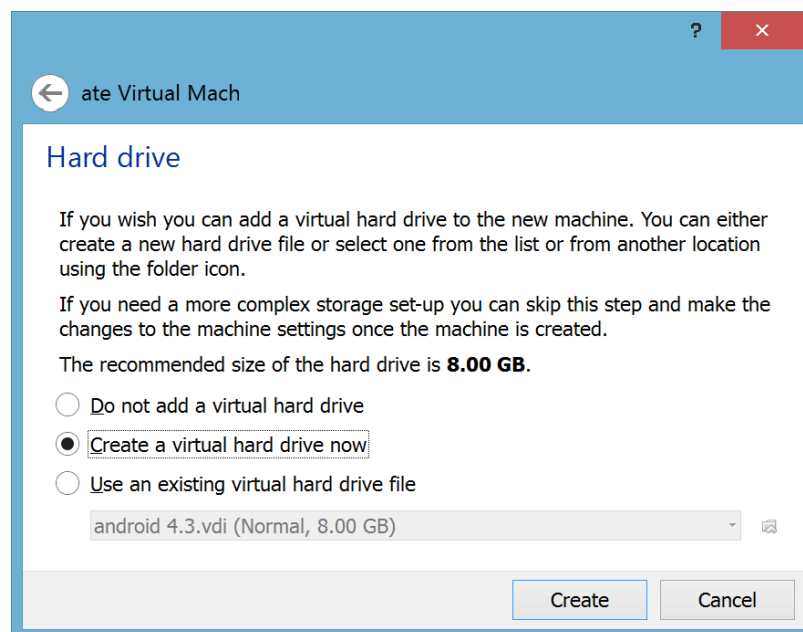 ?
ate Virtual Mach
Hard drive
If you wish you can add a virtual hard drive to the new machine. You can either
create a new hard drive file or select one from the list or from another location
using the folder icon.
If you need a more complex storage set-up you can skip this step and make the
changes to the machine settings once the machine is created.
The recommended size of the hard drive is 8.00 GB.
Do not add a virtual hard drive
Create a virtual hard drive now
Use an existing virtual hard drive file
android 4.3.vdi (Normal, 8.00 GB)
Create Cancel